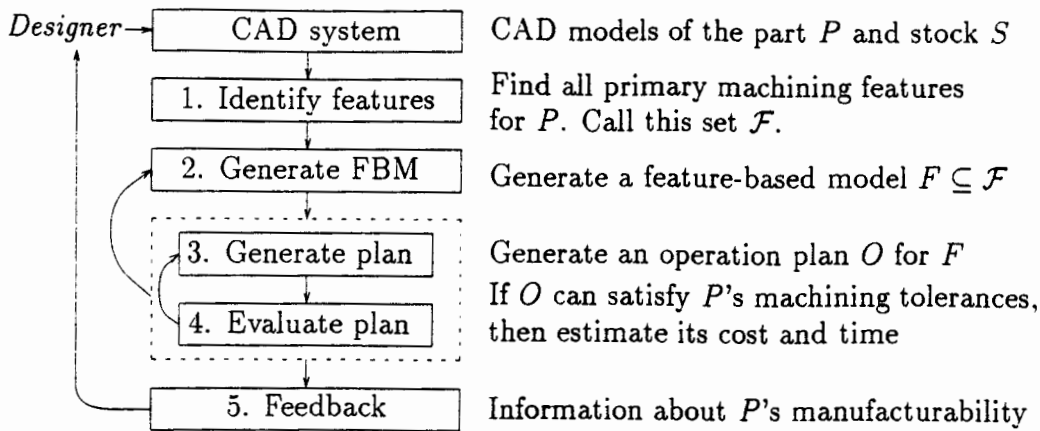 Designer CAD system CAD models of the part P and stock S
1. Identify features Find all primary machining features
for P. Call this set ℱ.
2. Generate FBM Generate a feature-based model F ⊆ ℱ
3. Generate plan Generate an operation plan O for F
If O can satisfy P's machining tolerances,
4. Evaluate plan then estimate its cost and time
5. Feedback Information about P's manufacturability